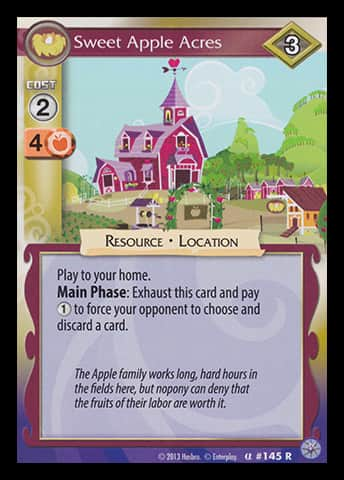 Sweet Apple Acres
3
COST
2
4
RESOURCE • LOCATION
Play to your home.
Main Phase: Exhaust this card and pay
1 to force your opponent to choose and
discard a card.
The Apple family works long, hard hours in
the fields here, but nopony can deny that
the fruits of their labor are worth it.
© 2013 Hasbro. © Enterplay. α #145 R